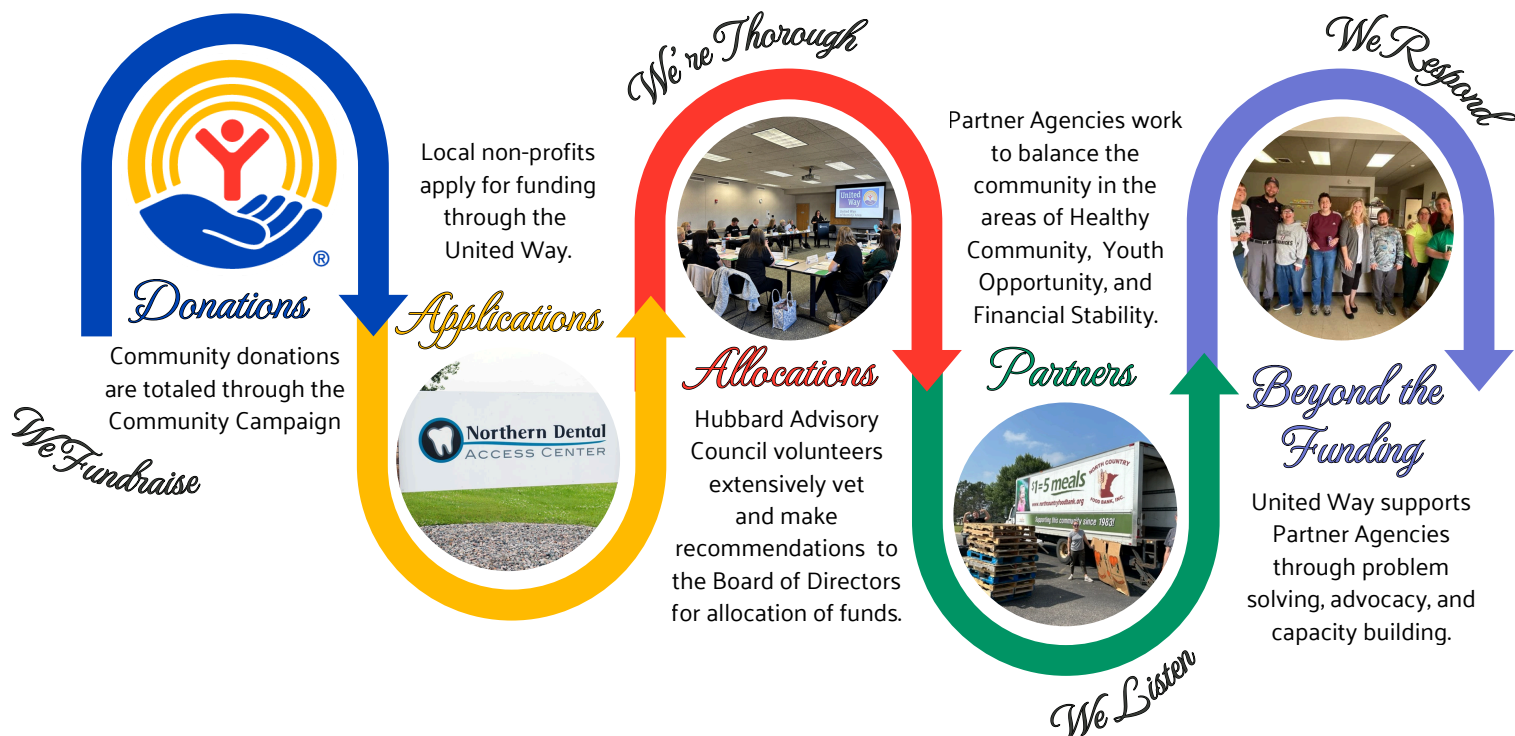 We Fundraise
®
Donations
Community donations
are totaled through the
Community Campaign
Local non-profits
apply for funding
through the
United Way.
Applications
Northern Dental
ACCESS CENTER
We're Thorough
United
Way
Allocations
Hubbard Advisory
Council volunteers
extensively vet
and make
recommendations to
the Board of Directors
for allocation of funds.
Partner Agencies work
to balance the
community in the
areas of Healthy
Community, Youth
Opportunity, and
Financial Stability.
Partners
$1=5 meals
www.northcountryfoodbank.org
Supporting this community since 1983!
NORTH COUNTRY
FOOD BANK, INC.
We Listen
We Respond
Beyond the
Funding
United Way supports
Partner Agencies
through problem
solving, advocacy, and
capacity building.